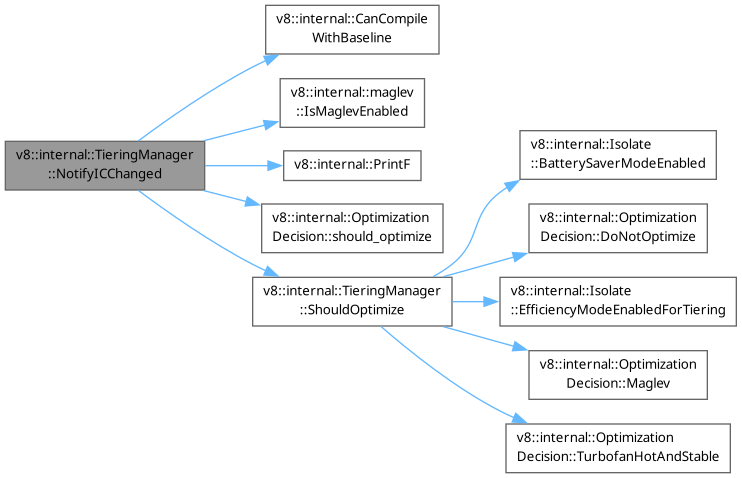 v8::internal::TieringManager
::NotifyICChanged
v8::internal::CanCompile
WithBaseline
v8::internal::maglev
::IsMaglevEnabled
v8::internal::PrintF
v8::internal::Optimization
Decision::should_optimize
v8::internal::TieringManager
::ShouldOptimize
v8::internal::Isolate
::BatterySaverModeEnabled
v8::internal::Optimization
Decision::DoNotOptimize
v8::internal::Isolate
::EfficiencyModeEnabledForTiering
v8::internal::Optimization
Decision::Maglev
v8::internal::Optimization
Decision::TurbofanHotAndStable